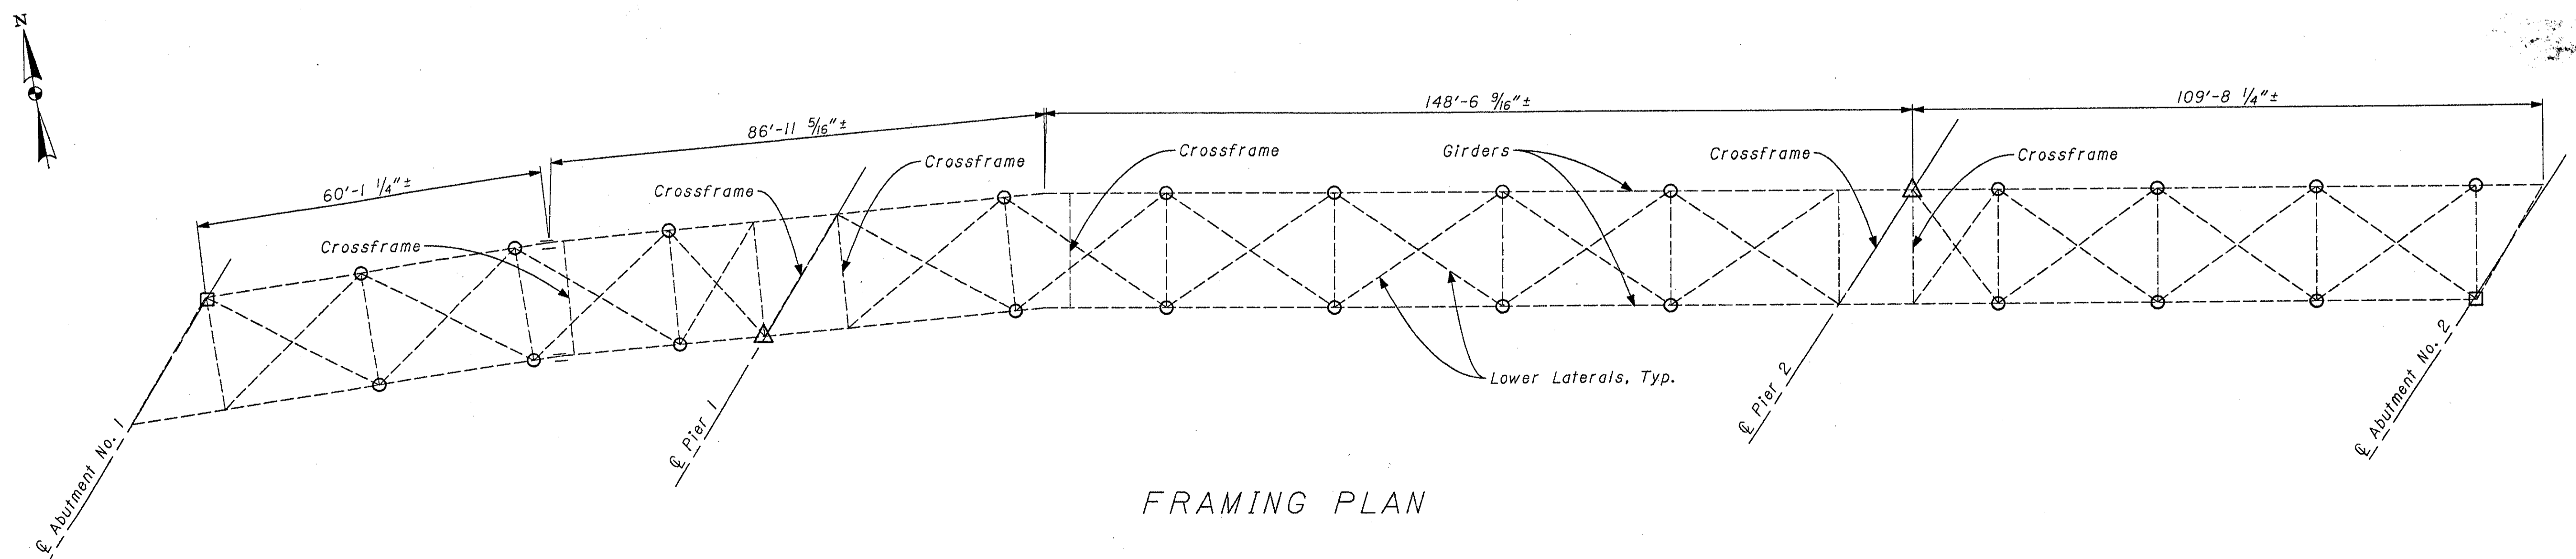 N
60'-1 1/4"±
86'-11 5/16"±
148'-6 9/16"±
109'-8 1/4"±
Crossframe
Crossframe
Crossframe
Crossframe
Girders
Crossframe
Crossframe
Lower Laterals, Typ.
℄ Abutment No. 1
℄ Pier 1
℄ Pier 2
℄ Abutment No. 2
FRAMING PLAN